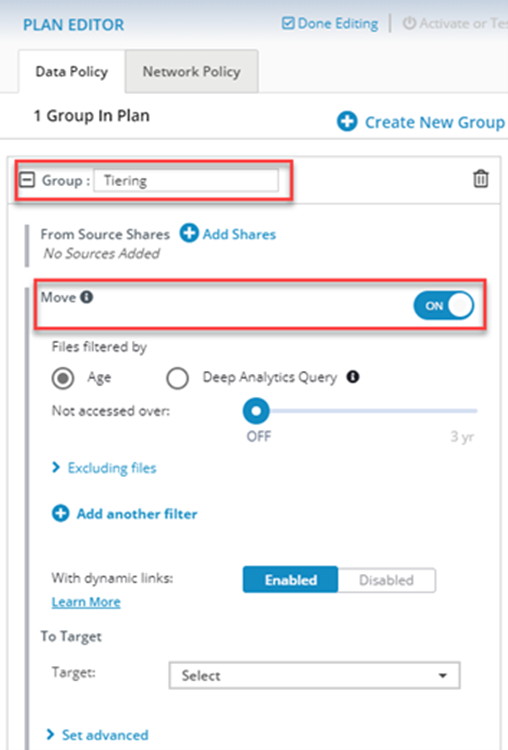 PLAN EDITOR Done Editing Activate or Tes
Data Policy Network Policy
1 Group In Plan
Create New Group
Group : Tiering
From Source Shares Add Shares
No Sources Added
Move ON
Files filtered by
Age Deep Analytics Query
Not accessed over:
OFF 3 yr
Excluding files
Add another filter
With dynamic links: Enabled Disabled
Learn More
To Target
Target: Select
Set advanced